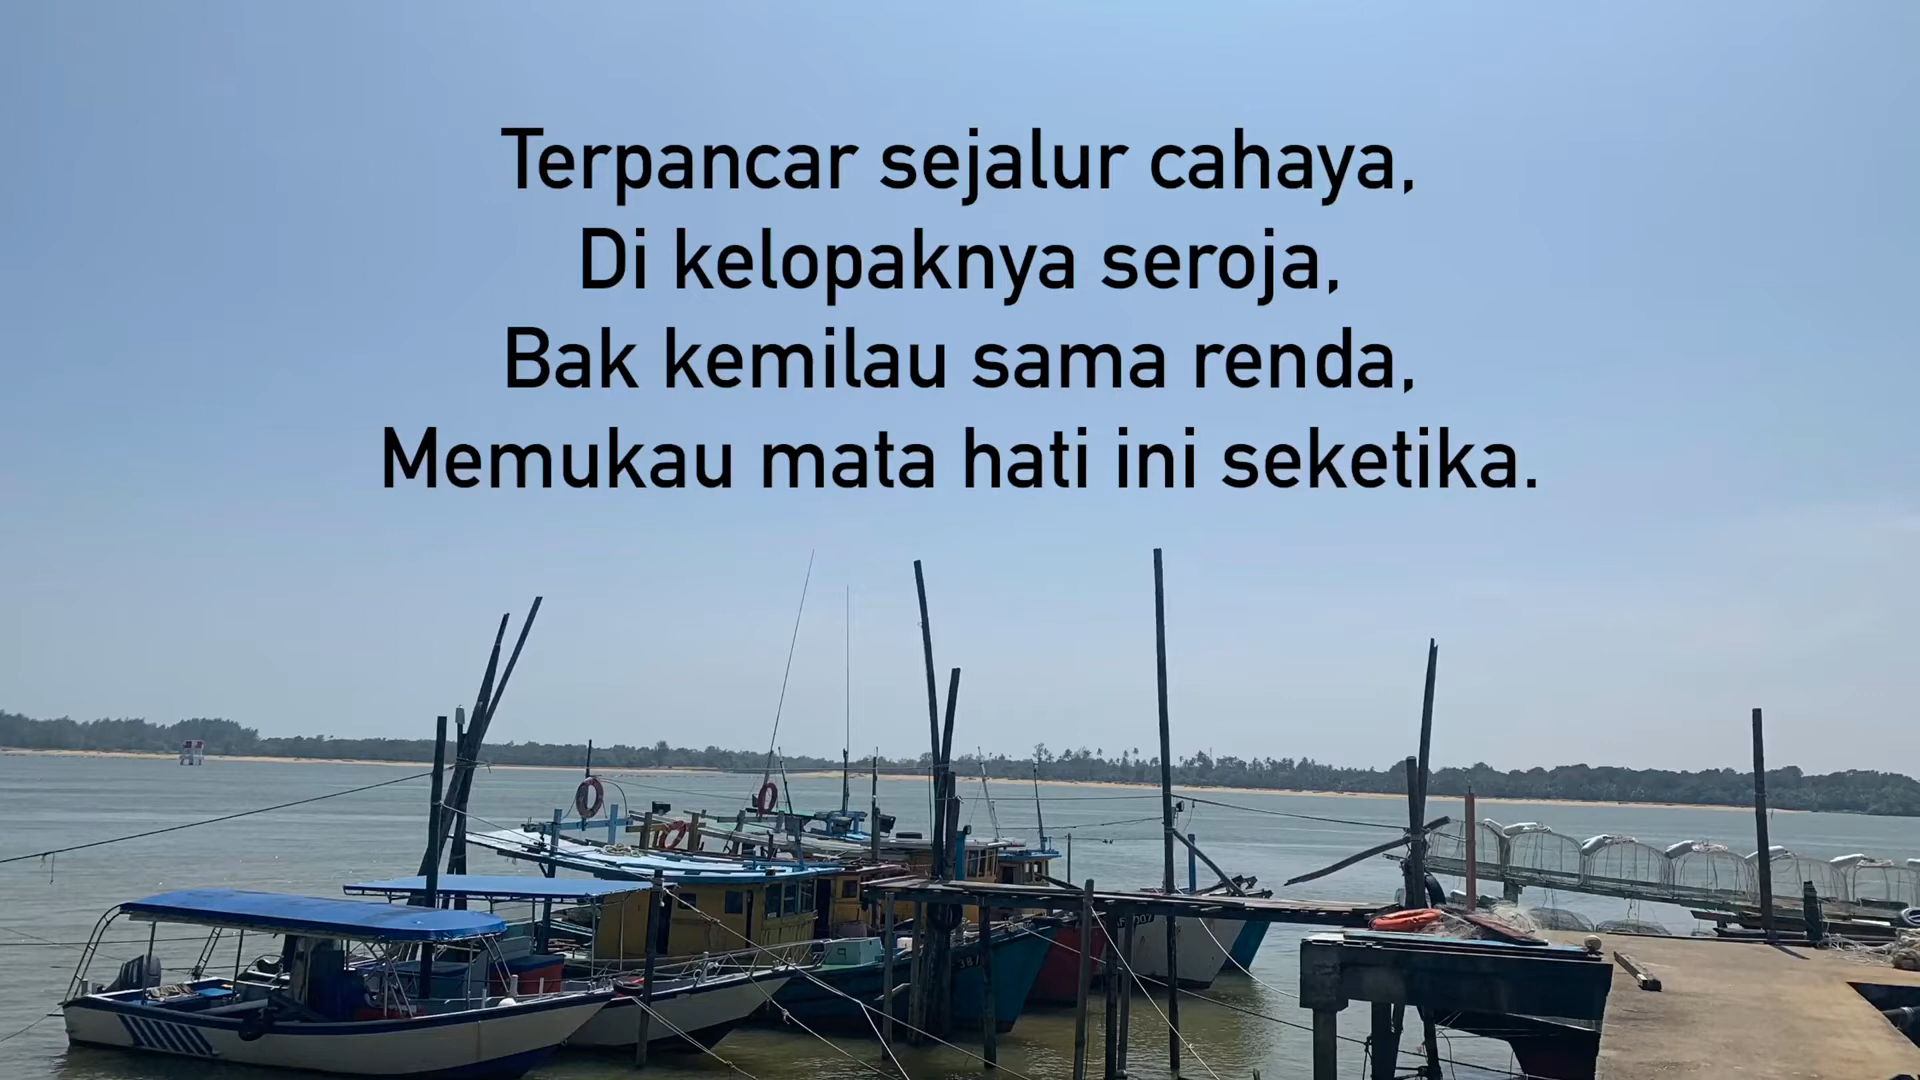 Terpancar sejalur cahaya,
Di kelopaknya seroja,
Bak kemilau sama renda,
Memukau mata hati ini seketika.